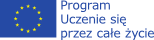 Program
Uczenie się
przez całe życie